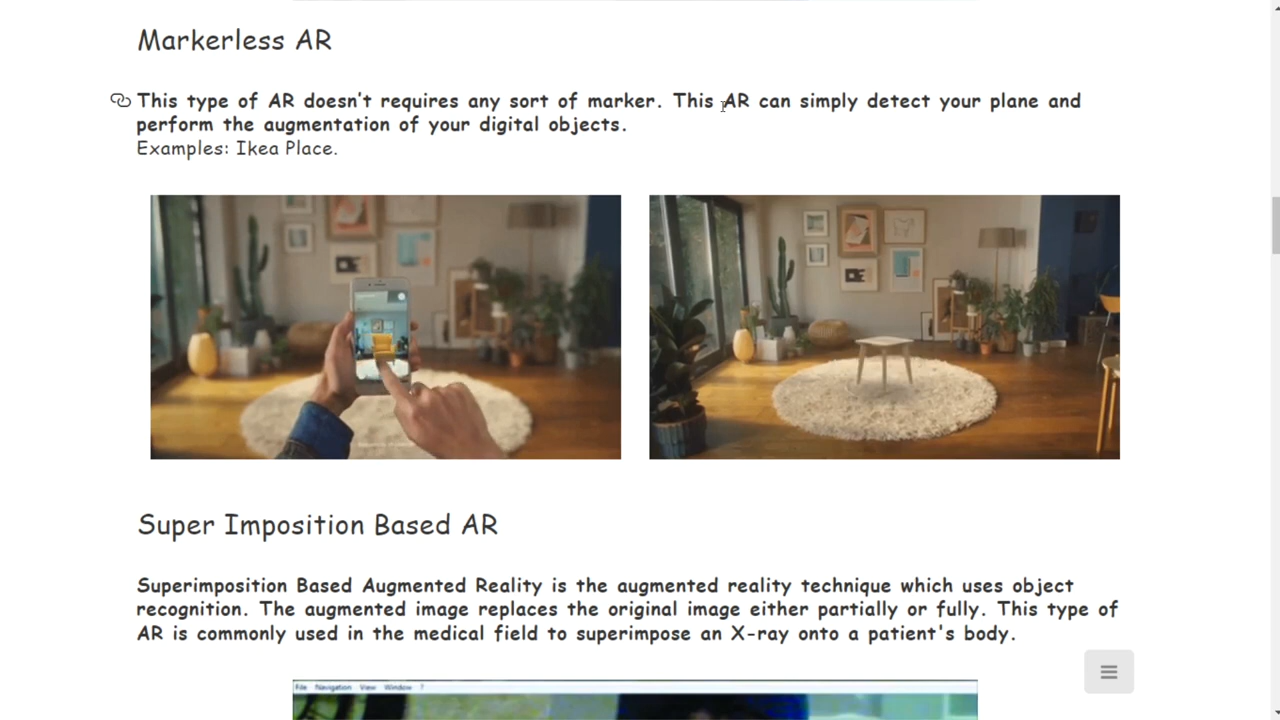 Markerless AR
This type of AR doesn't requires any sort of marker. This AR can simply detect your plane and
perform the augmentation of your digital objects.
Examples: Ikea Place.
Super Imposition Based AR
Superimposition Based Augmented Reality is the augmented reality technique which uses object
recognition. The augmented image replaces the original image either partially or fully. This type of
AR is commonly used in the medical field to superimpose an X-ray onto a patient's body.
File Navigation View Window ?